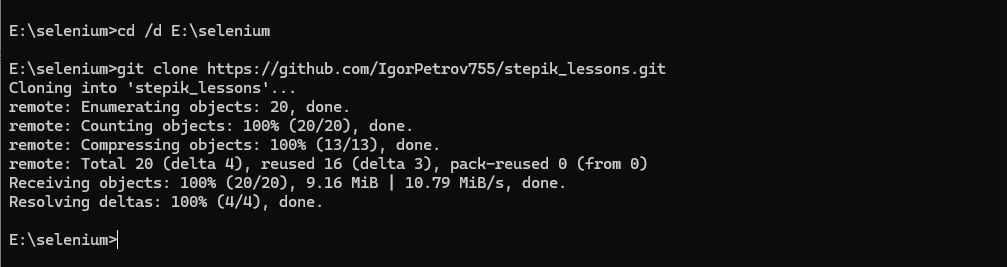 E:\selenium>cd /d E:\selenium
E:\selenium>git clone https://github.com/IgorPetrov755/stepik_lessons.git
Cloning into 'stepik_lessons'...
remote: Enumerating objects: 20, done.
remote: Counting objects: 100% (20/20), done.
remote: Compressing objects: 100% (13/13), done.
remote: Total 20 (delta 4), reused 16 (delta 3), pack-reused 0 (from 0)
Receiving objects: 100% (20/20), 9.16 MiB | 10.79 MiB/s, done.
Resolving deltas: 100% (4/4), done.
E:\selenium>